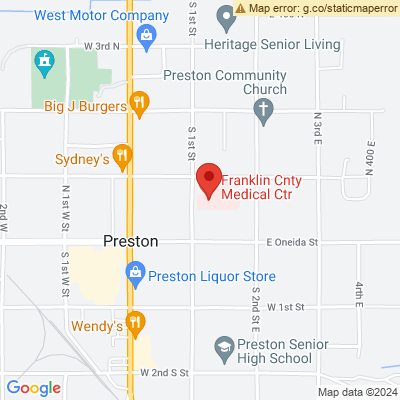 Map error: g.co/staticmaperror
West Motor Company
W 3rd N
Heritage Senior Living
Preston Community
Church
Big J Burgers
S 1st St
N 3rd E
N 400 E
Sydney's
Franklin Cnty
Medical Ctr
N 1st W St
2nd W
Preston
E Oneida St
S 1st W St
Preston Liquor Store
S 2nd St E
4rth E
W 1st St
Wendy's
Preston Senior
High School
W 2nd S St
Google
Map data ©2024